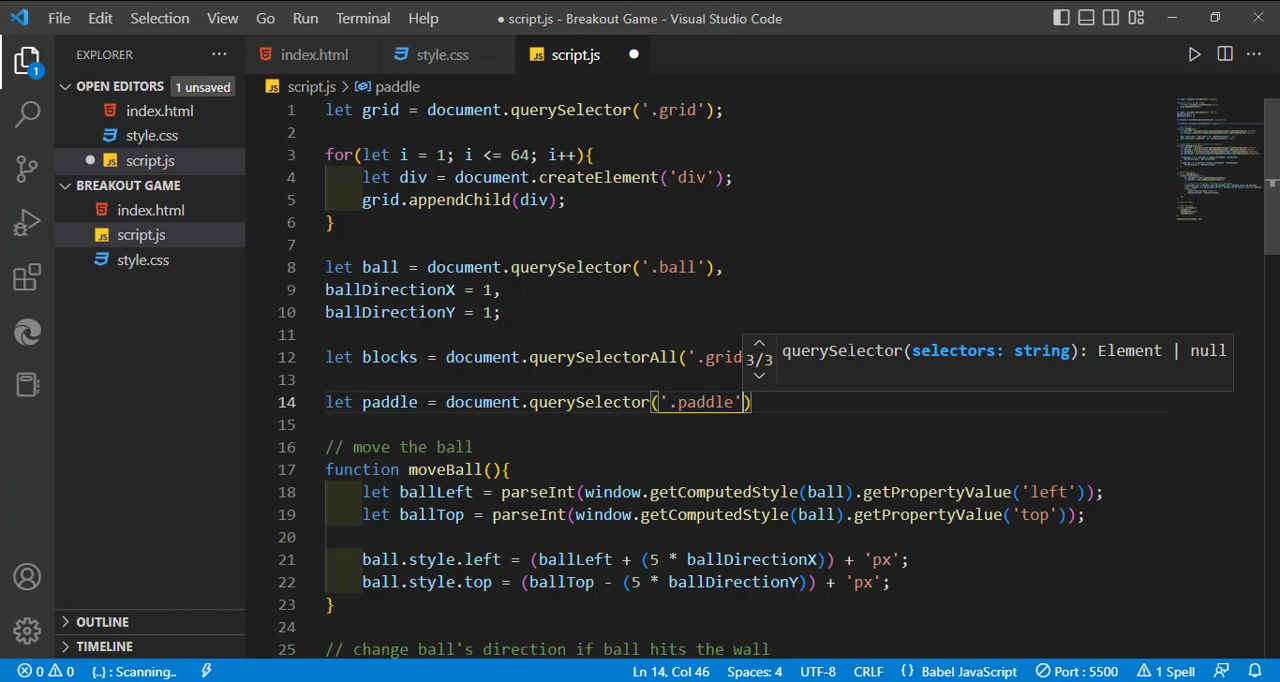 File Edit Selection View Go Run Terminal Help ● script.js - Breakout Game - Visual Studio Code
EXPLORER ··· index.html style.css script.js
OPEN EDITORS 1 unsaved
index.html
style.css
script.js
BREAKOUT GAME
index.html
script.js
style.css
OUTLINE
TIMELINE
1
script.js > paddle
1 let grid = document.querySelector('.grid');
2
3 for(let i = 1; i <= 64; i++){
4 let div = document.createElement('div');
5 grid.appendChild(div);
6 }
7
8 let ball = document.querySelector('.ball'),
9 ballDirectionX = 1,
10 ballDirectionY = 1;
11
12 let blocks = document.querySelectorAll('.grid
3/3 querySelector(selectors: string): Element | null
13
14 let paddle = document.querySelector('.paddle')
15
16 // move the ball
17 function moveBall(){
18 let ballLeft = parseInt(window.getComputedStyle(ball).getPropertyValue('left'));
19 let ballTop = parseInt(window.getComputedStyle(ball).getPropertyValue('top'));
20
21 ball.style.left = (ballLeft + (5 * ballDirectionX)) + 'px';
22 ball.style.top = (ballTop - (5 * ballDirectionY)) + 'px';
23 }
24
25 // change ball's direction if ball hits the wall
0 0 {..} : Scanning.. Ln 14, Col 46 Spaces: 4 UTF-8 CRLF Babel JavaScript Port : 5500 1 Spell